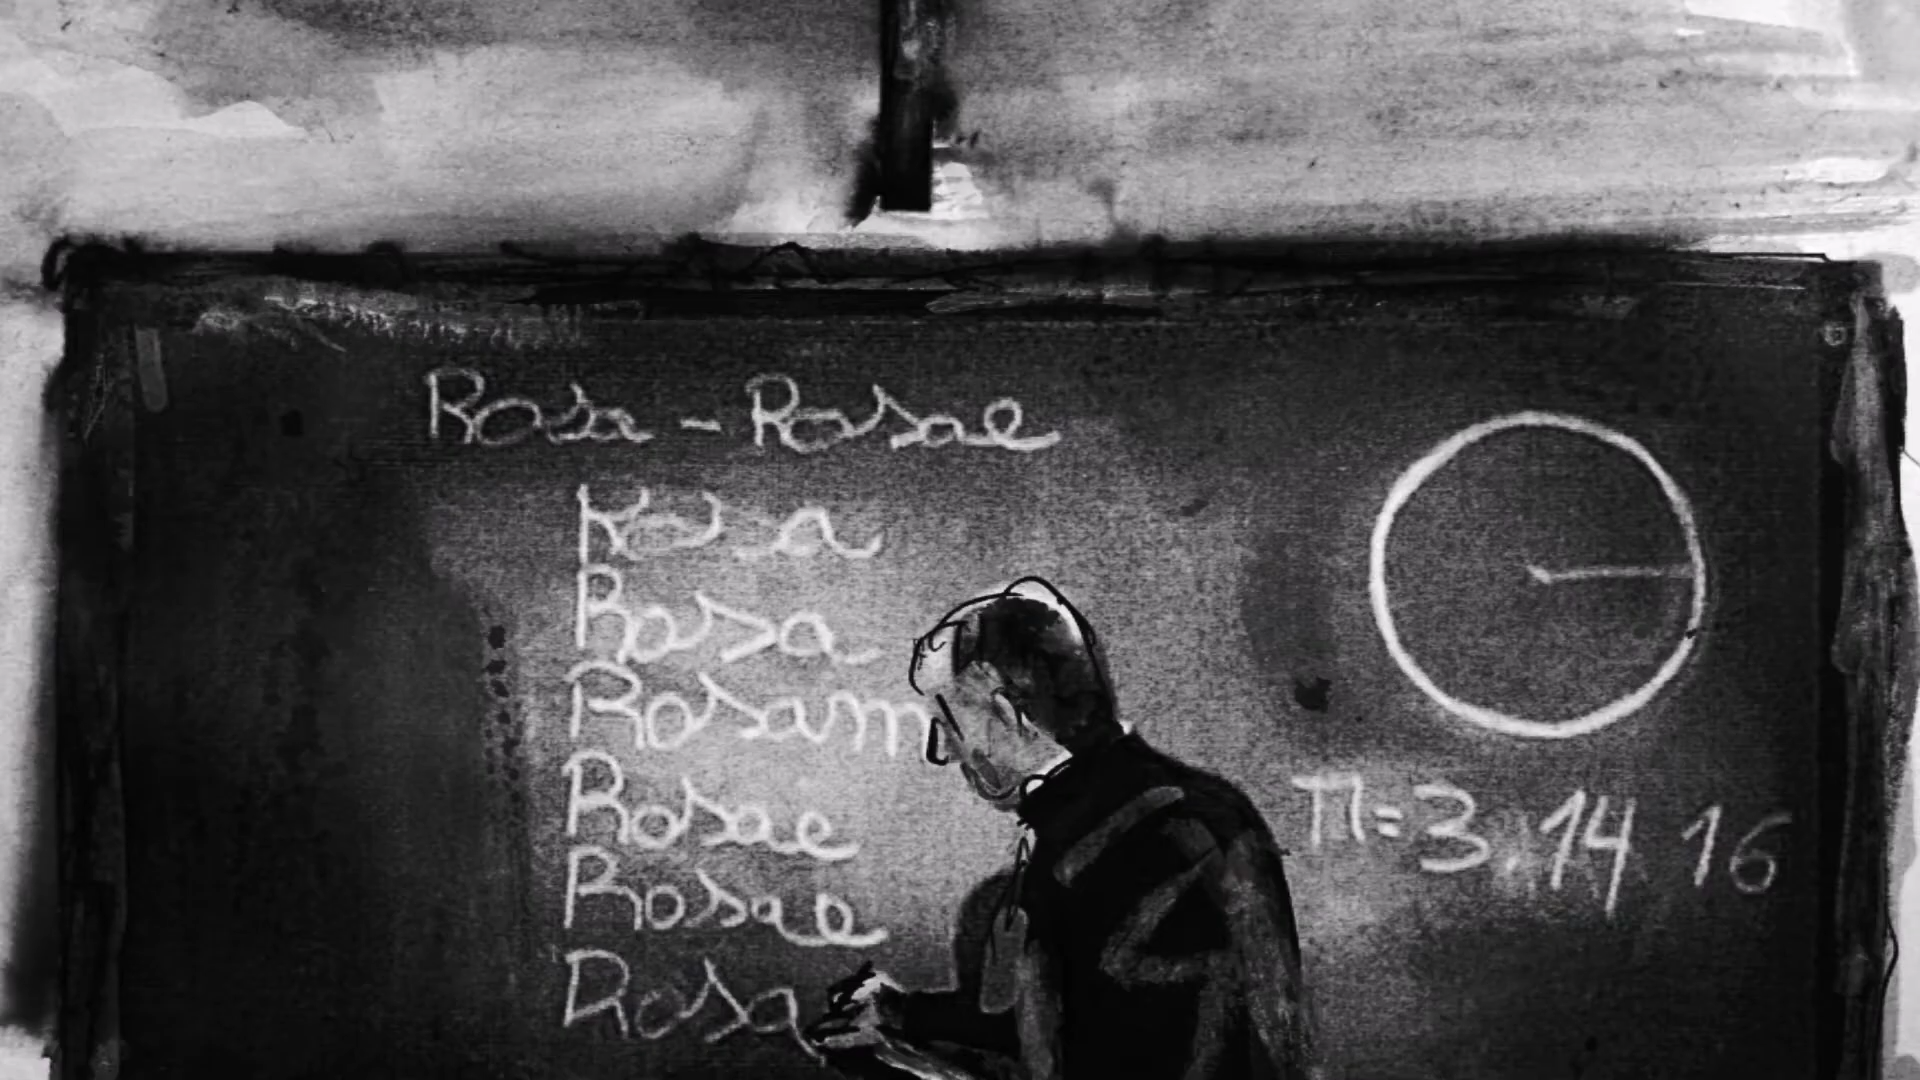 Rosa - Rosae
Rosa
Rosa
Rosam
Rosae
Rosae
Rosa
π=3,14 16